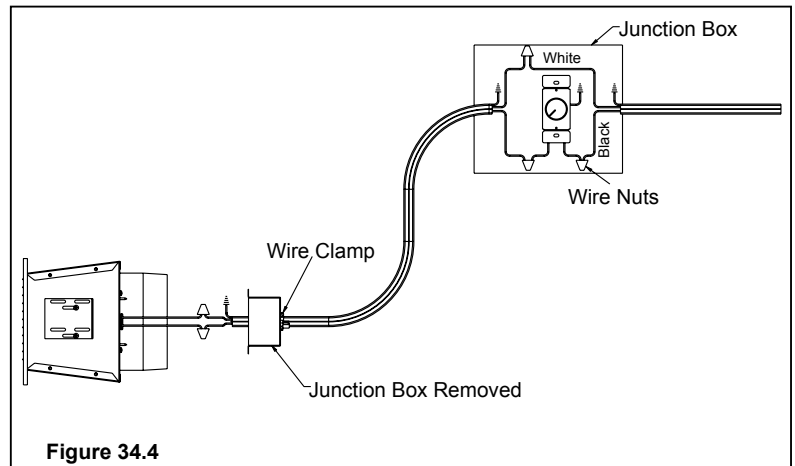 Junction Box
White
Black
Wire Nuts
Wire Clamp
Junction Box Removed
Figure 34.4